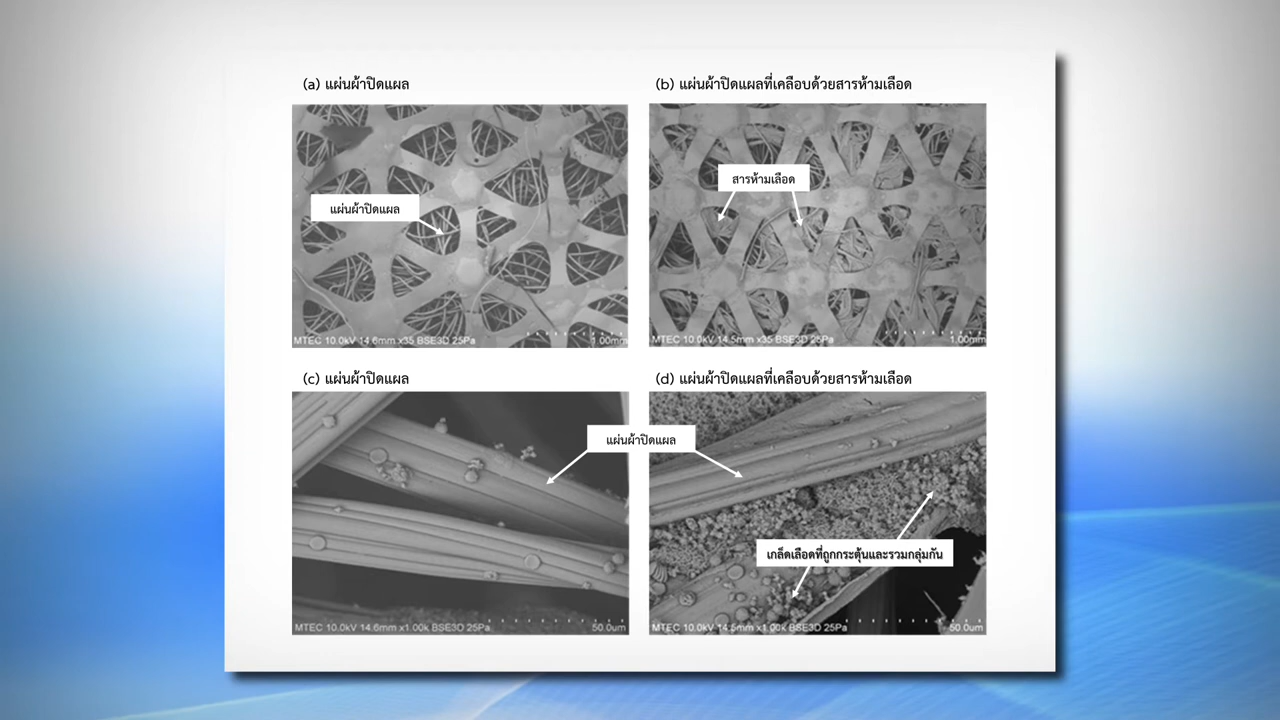 (a) แผ่นผ้าปิดแผล
(b) แผ่นผ้าปิดแผลที่เคลือบด้วยสารห้ามเลือด
แผ่นผ้าปิดแผล
สารห้ามเลือด
MTEC 10.0kV 14.6mm x35 BSE3D 25Pa 1.00mm
MTEC 10.0kV 14.5mm x35 BSE3D 25Pa 1.00mm
(c) แผ่นผ้าปิดแผล
(d) แผ่นผ้าปิดแผลที่เคลือบด้วยสารห้ามเลือด
แผ่นผ้าปิดแผล
เกล็ดเลือดที่ถูกกระตุ้นและรวมกลุ่มกัน
MTEC 10.0kV 14.6mm x1.00k BSE3D 25Pa 50.0um
MTEC 10.0kV 14.5mm x1.00k BSE3D 25Pa 50.0um